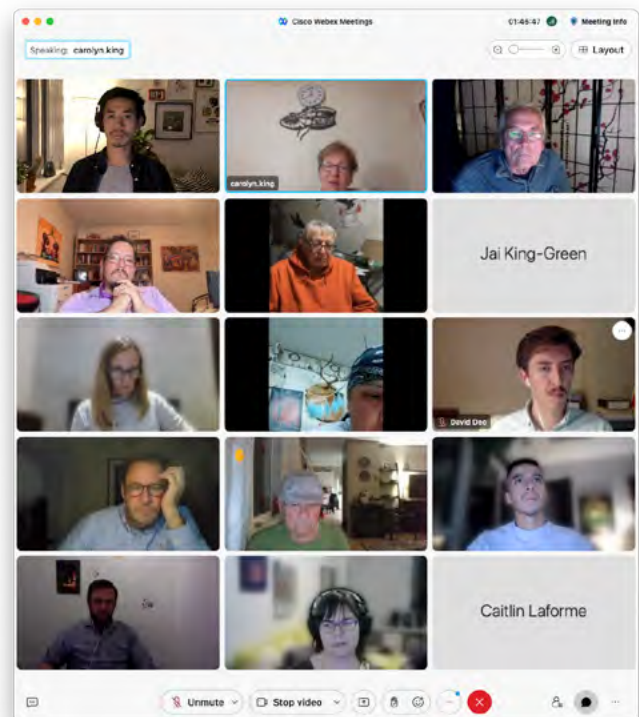 Cisco Webex Meetings
01:46:47
Meeting Info
Speaking: carolyn.king
Layout
carolyn.king
Jai King-Green
David Dee
Caitlin Laforme
Unmute
Stop video